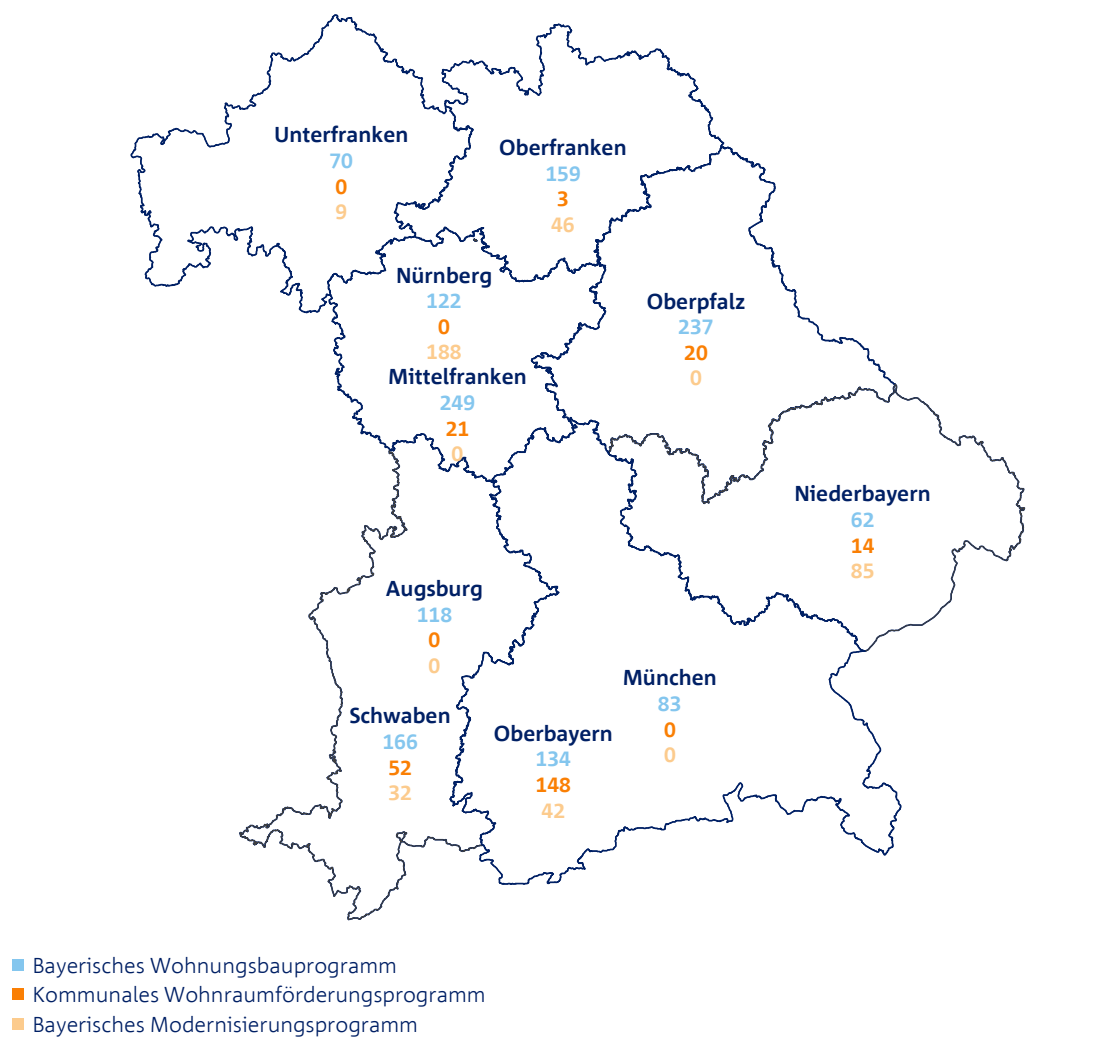 Unterfranken
70
0
9
Oberfranken
159
3
46
Nürnberg
122
0
188
Mittelfranken
249
21
0
Oberpfalz
237
20
0
Niederbayern
62
14
85
Augsburg
118
0
0
Schwaben
166
52
32
München
83
0
0
Oberbayern
134
148
42
Bayerisches Wohnungsbauprogramm
Kommunales Wohnraumförderungsprogramm
Bayerisches Modernisierungsprogramm